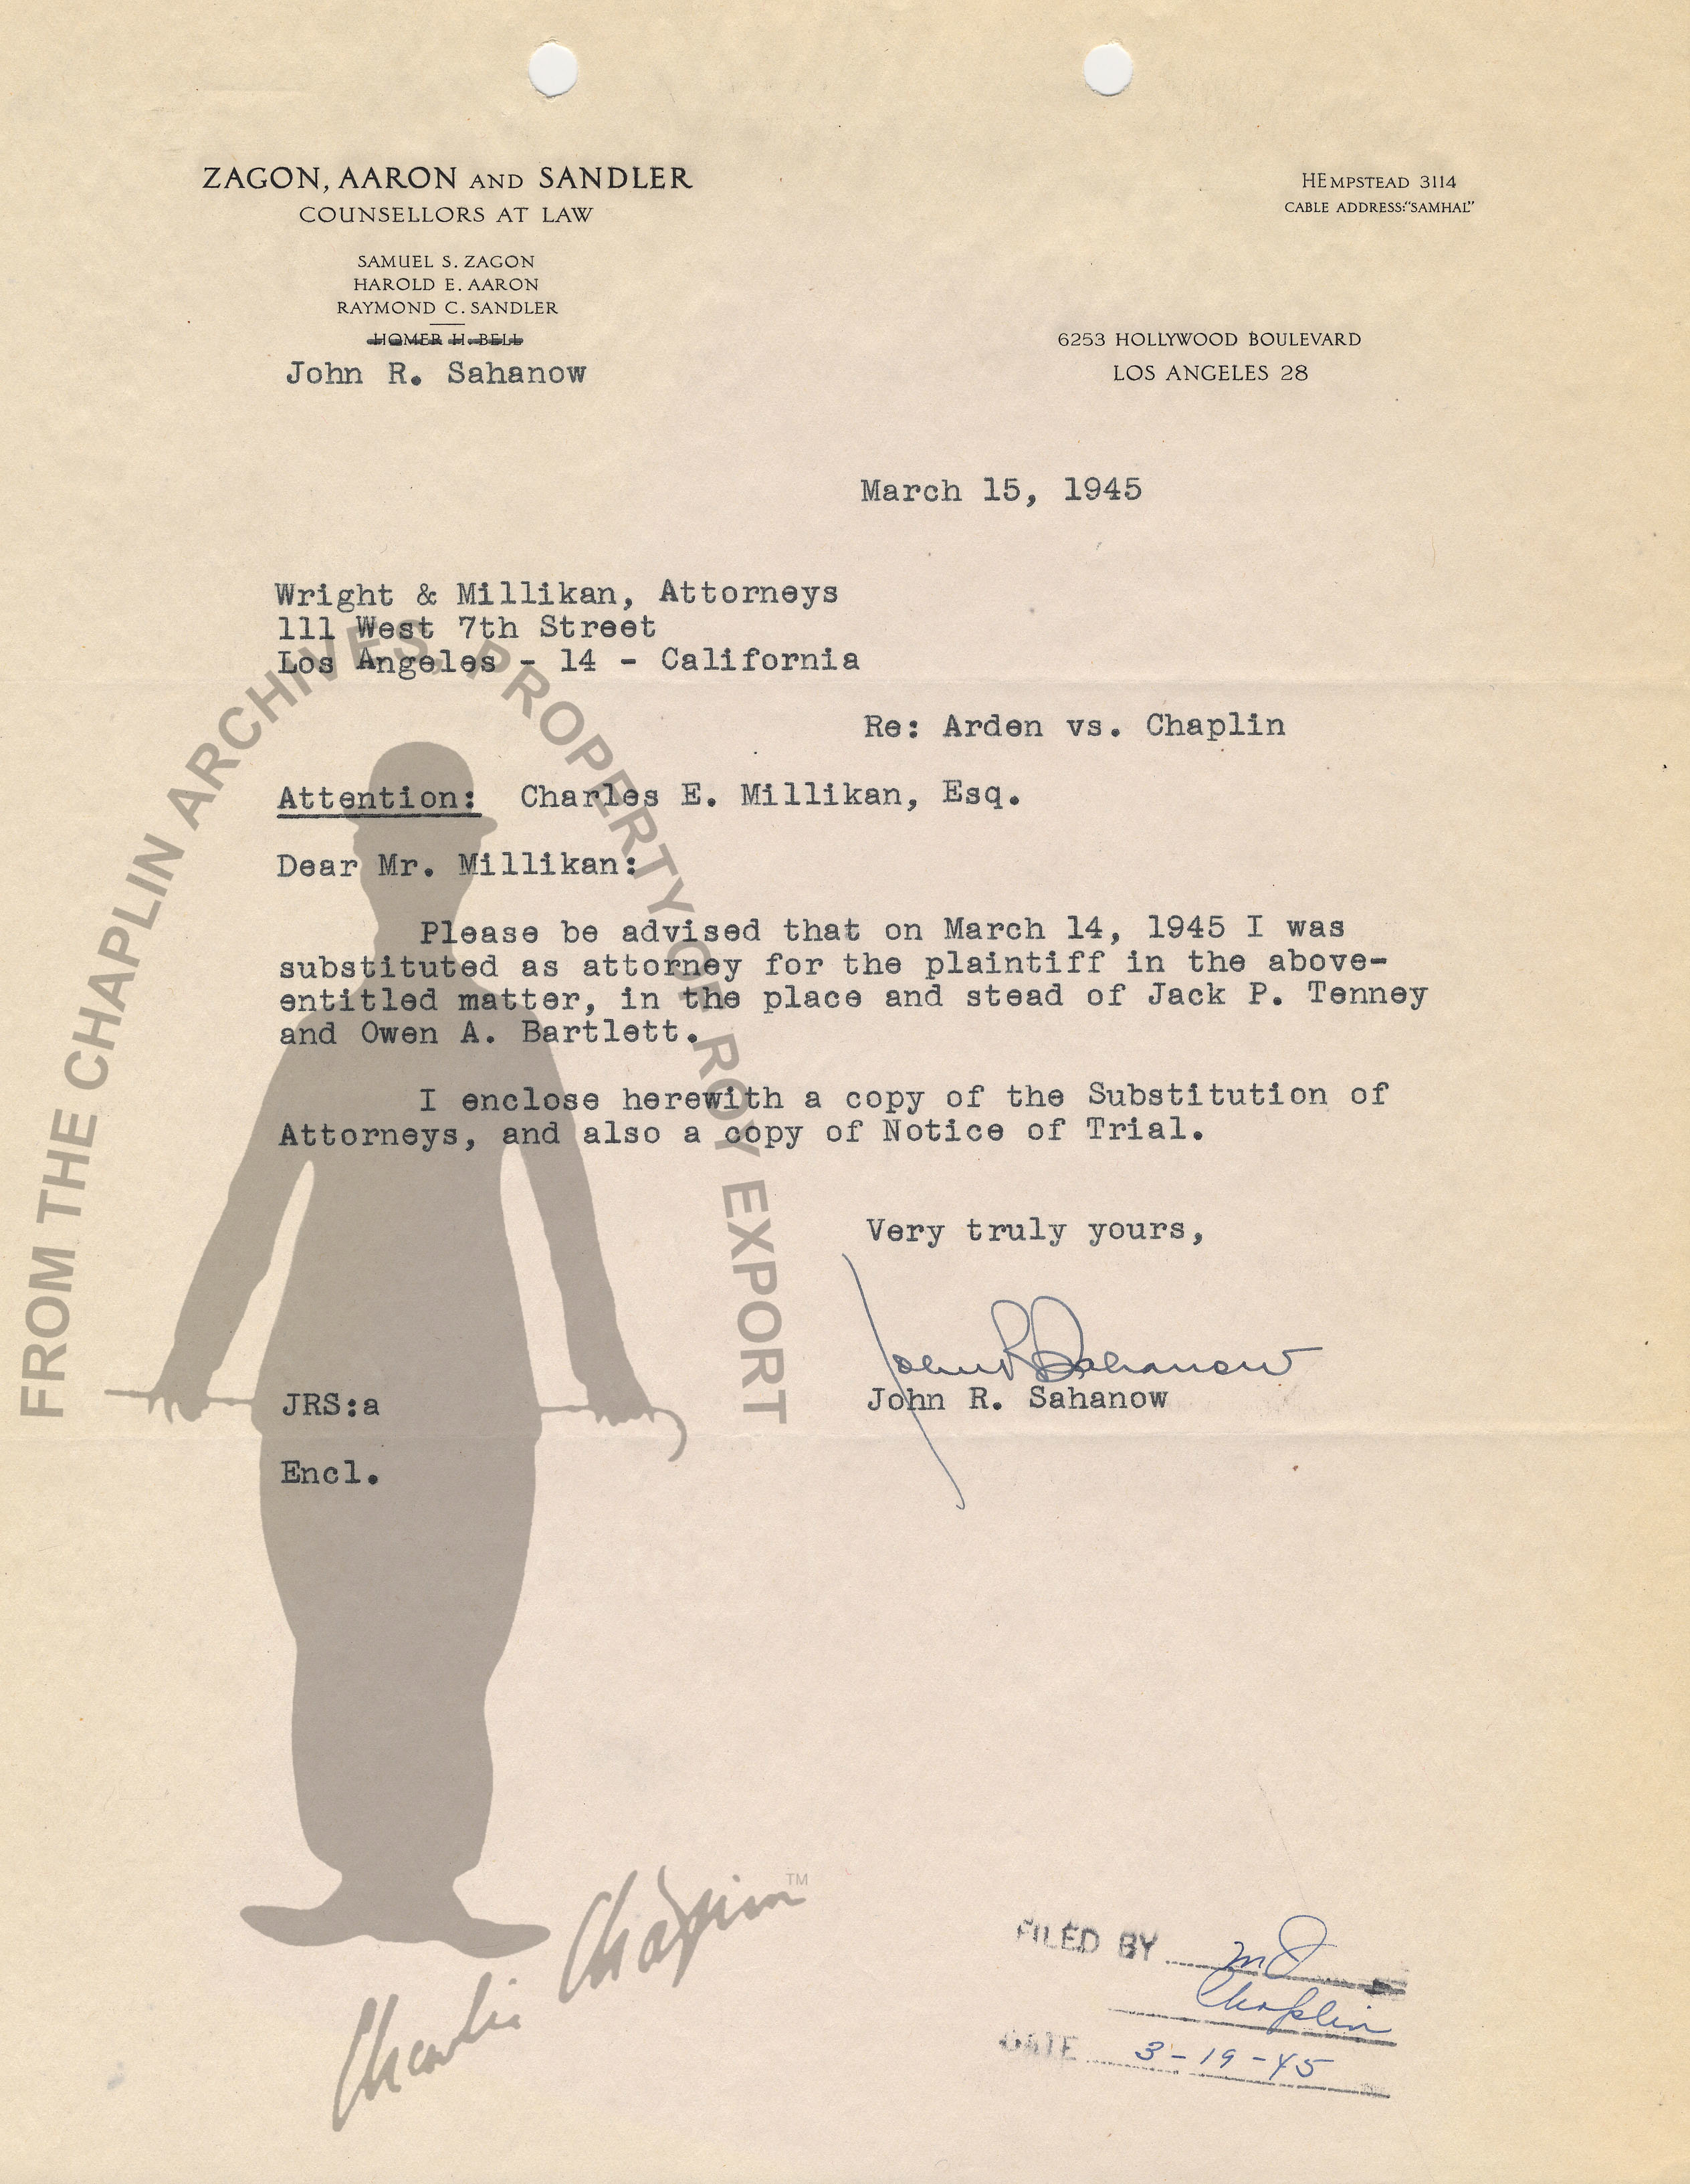 ZAGON, AARON AND SANDLER
COUNSELLORS AT LAW
SAMUEL S. ZAGON
HAROLD E. AARON
RAYMOND C. SANDLER
HOMER H. BELL
John R. Sahanow
HEMPSTEAD 3114
CABLE ADDRESS:"SAMHAL"
6253 HOLLYWOOD BOULEVARD
LOS ANGELES 28
March 15, 1945
Wright & Millikan, Attorneys
111 West 7th Street
Los Angeles - 14 - California
Re: Arden vs. Chaplin
Attention: Charles E. Millikan, Esq.
Dear Mr. Millikan:
Please be advised that on March 14, 1945 I was
substituted as attorney for the plaintiff in the above-
entitled matter, in the place and stead of Jack P. Tenney
and Owen A. Bartlett.
I enclose herewith a copy of the Substitution of
Attorneys, and also a copy of Notice of Trial.
Very truly yours,
John R Sahanow
John R. Sahanow
JRS:a
Encl.
FROM THE CHAPLIN ARCHIVES, PROPERTY OF ROY EXPORT
Charlie Chaplin™
FILED BY
Chaplin
DATE 3-19-45